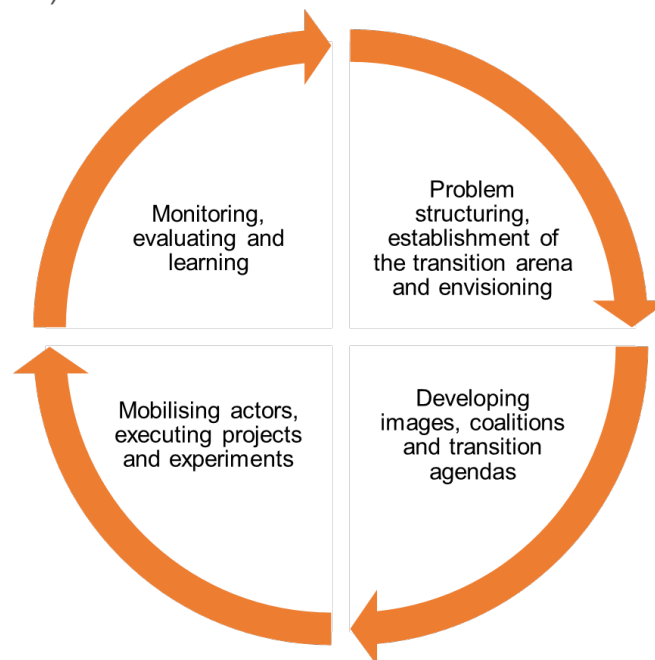 Monitoring,
evaluating and
learning
Problem
structuring,
establishment of
the transition arena
and envisioning
Mobilising actors,
executing projects
and experiments
Developing
images, coalitions
and transition
agendas